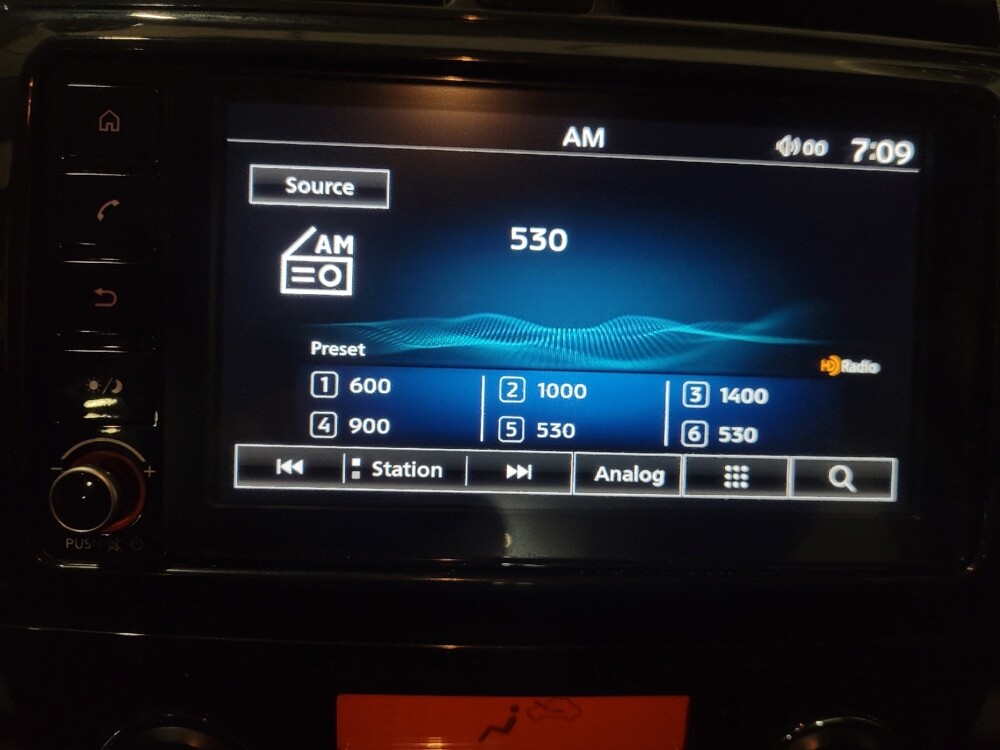 AM
00 7:09
Source
AM
530
Preset
HD Radio
1 600 2 1000 3 1400
4 900 5 530 6 530
Station Analog
- +
PUSH